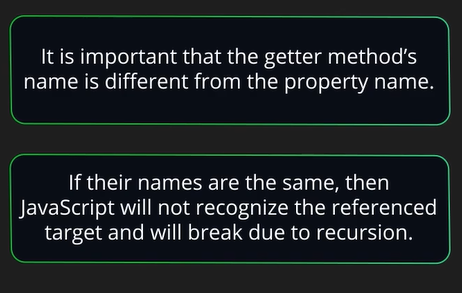 It is important that the getter method’s
name is different from the property name.
If their names are the same, then
JavaScript will not recognize the referenced
target and will break due to recursion.